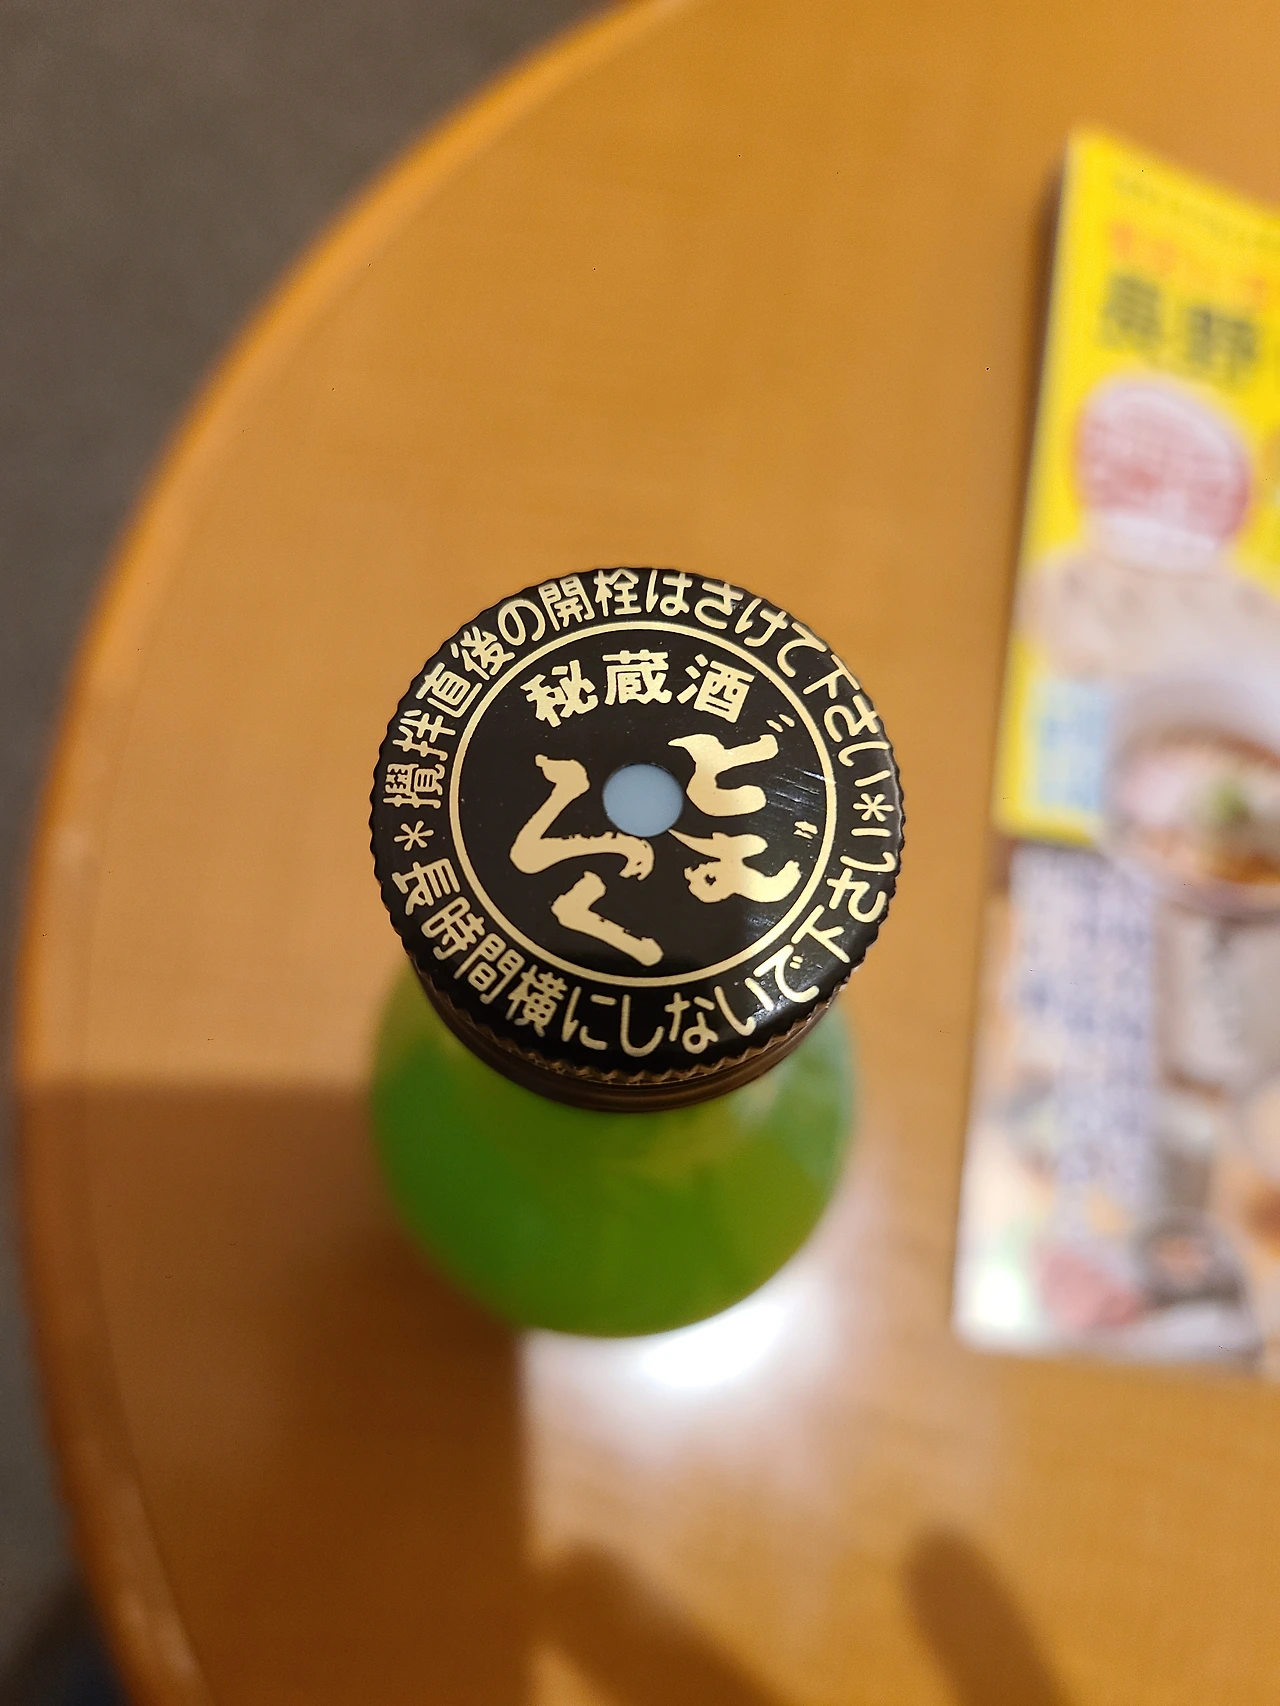 秘蔵酒
どぶ
ろく
攪拌直後の開栓はさけて下さい＊
長時間横にしないで下さい＊
長野